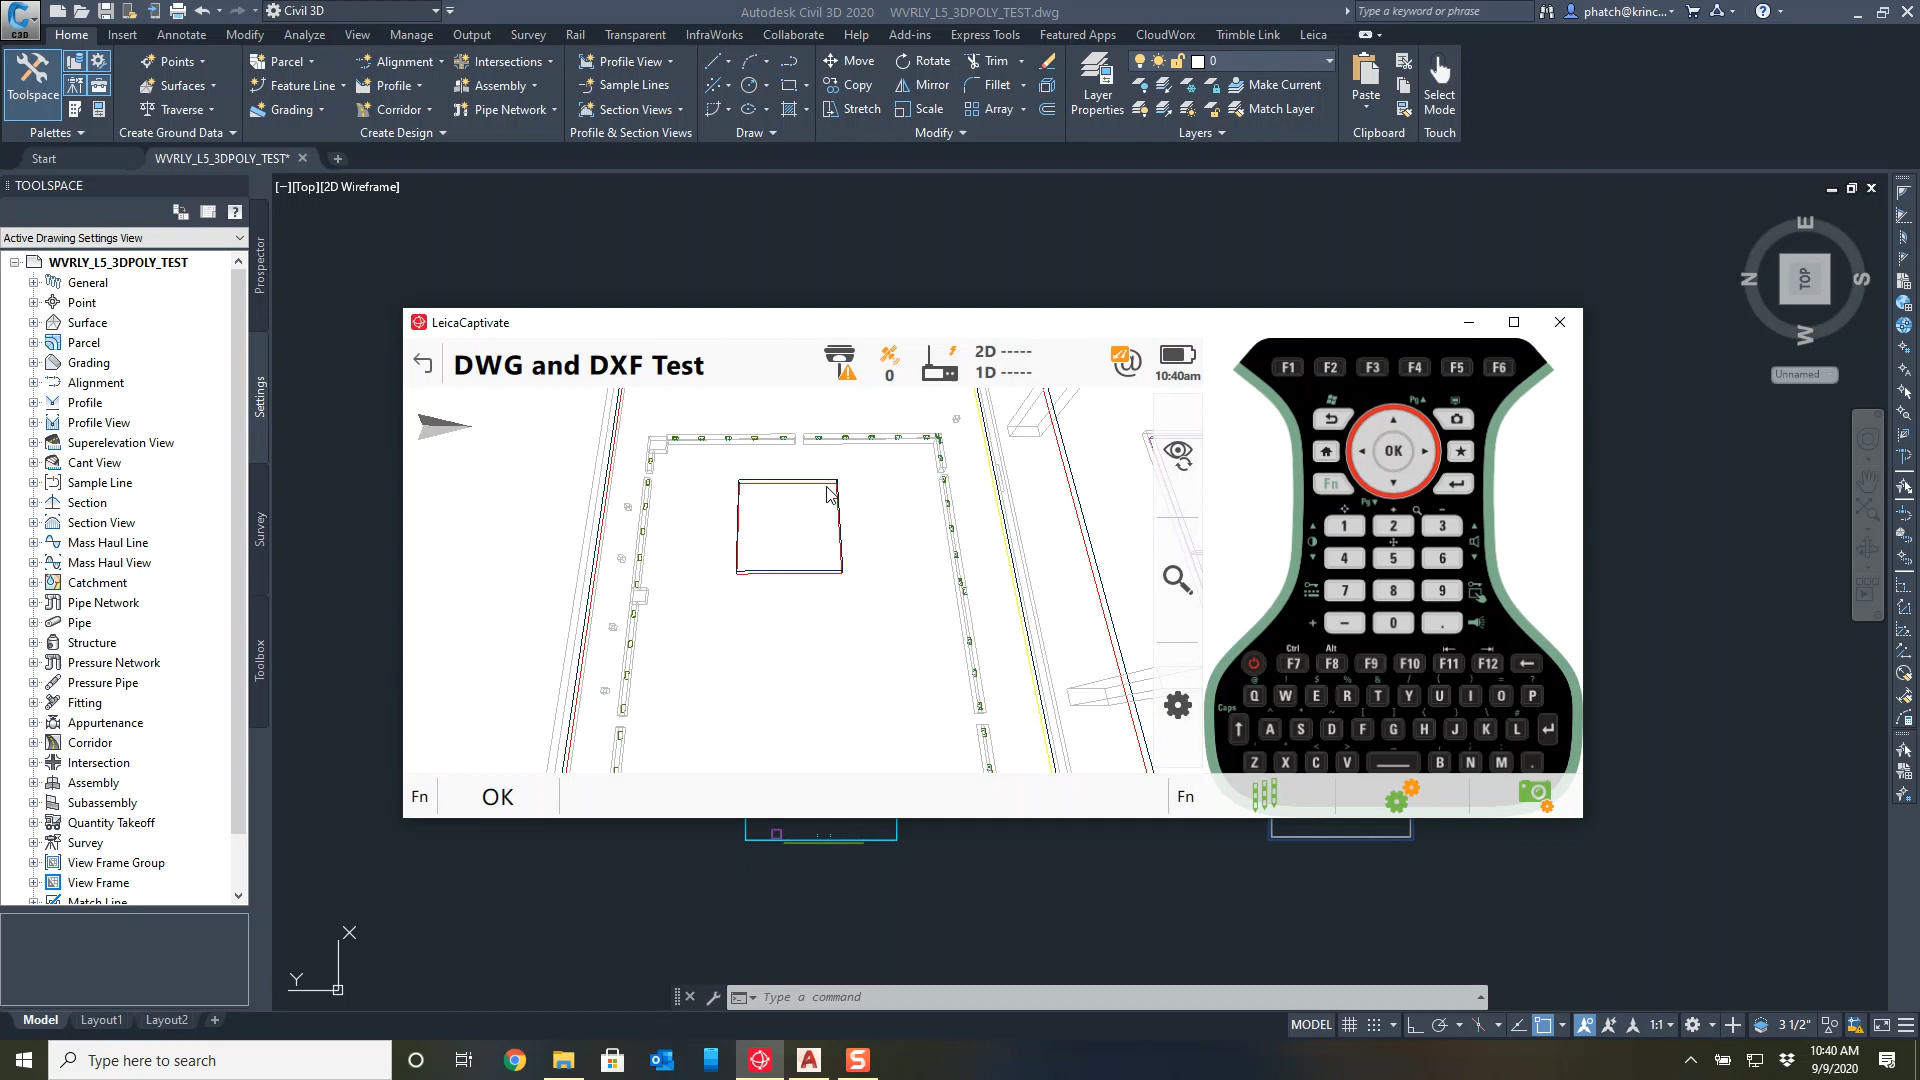 C3D
Civil 3D
Autodesk Civil 3D 2020 WVRLY_L5_3DPOLY_TEST.dwg
Type a keyword or phrase
phatch@krinc...
Home Insert Annotate Modify Analyze View Manage Output Survey Rail Transparent InfraWorks Collaborate Help Add-ins Express Tools Featured Apps CloudWorx Trimble Link Leica
Toolspace
Points
Surfaces
Traverse
Parcel
Feature Line
Grading
Alignment
Profile
Corridor
Intersections
Assembly
Pipe Network
Profile View
Sample Lines
Section Views
Move
Copy
Stretch
Rotate
Mirror
Scale
Trim
Fillet
Array
Layer
Properties
0
Make Current
Match Layer
Paste
Select
Mode
Palettes
Create Ground Data
Create Design
Profile & Section Views
Draw
Modify
Layers
Clipboard
Touch
Start
WVRLY_L5_3DPOLY_TEST*
TOOLSPACE
[−][Top][2D Wireframe]
Active Drawing Settings View
WVRLY_L5_3DPOLY_TEST
General
Point
Surface
Parcel
Grading
Alignment
Profile
Profile View
Superelevation View
Cant View
Sample Line
Section
Section View
Mass Haul Line
Mass Haul View
Catchment
Pipe Network
Pipe
Structure
Pressure Network
Pressure Pipe
Fitting
Appurtenance
Corridor
Intersection
Assembly
Subassembly
Quantity Takeoff
Survey
View Frame Group
View Frame
Match Line
Prospector
Settings
Survey
Toolbox
E
N
TOP
S
W
Unnamed
LeicaCaptivate
DWG and DXF Test
0
2D -----
1D -----
10:40am
Fn
OK
Fn
F1 F2 F3 F4 F5 F6
Pg
OK
Fn
Pg
1 2 3
4 5 6
7 8 9
− 0 .
Ctrl Alt
F7 F8 F9 F10 F11 F12
@ ! $ % & / ( ) = ?
Q W E R T Y U I O P
Caps
A S D F G H J K L
Z X C V B N M .
X
Y
Type a command
Model Layout1 Layout2
MODEL
1:1
3 1/2"
Type here to search
10:40 AM
9/9/2020